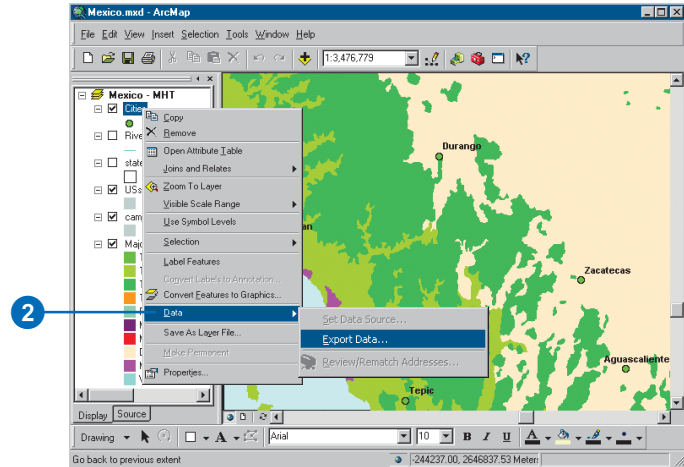 Mexico.mxd - ArcMap
File Edit View Insert Selection Tools Window Help
1:3,476,779
Mexico - MHT
Cities
Rive
state
USs
cam
Majo
Copy
Remove
Open Attribute Table
Joins and Relates
Zoom To Layer
Visible Scale Range
Use Symbol Levels
Selection
Label Features
Convert Labels to Annotation...
Convert Features to Graphics...
Data
Save As Layer File...
Make Permanent
Properties...
2
Set Data Source...
Export Data...
Review/Rematch Addresses...
Durango
an
Zacatecas
Aguascaliente
Tepic
Display Source
Drawing A Arial 10 B I U A
Go back to previous extent -244237.00, 2646837.53 Meters